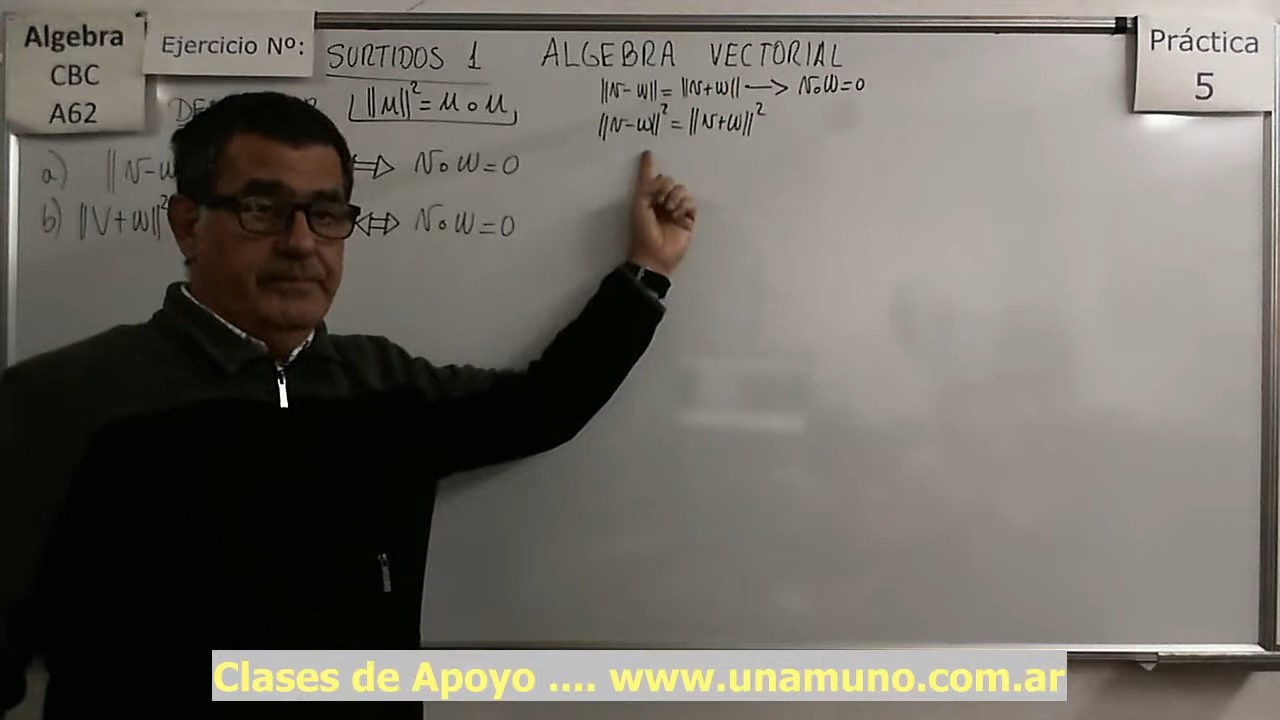 Algebra
CBC
A62
Ejercicio Nº:
SURTIDOS 1 ALGEBRA VECTORIAL
Práctica
5
||u||² = u ∘ u
||v-w|| = ||v+w|| → v∘w=0
||v-w||² = ||v+w||²
a) ||v-w ⇔ v∘w=0
b) ||v+w||² ⇔ v∘w=0
Clases de Apoyo .... www.unamuno.com.ar